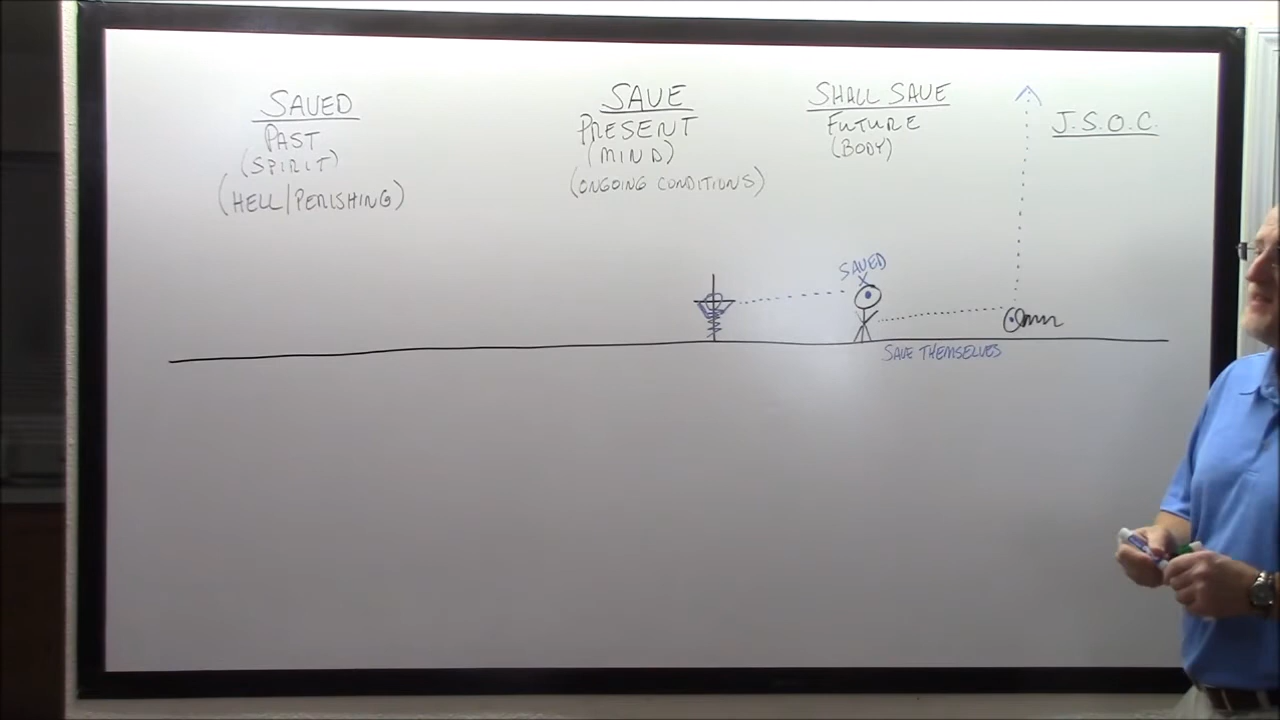 SAVED
PAST
(SPIRIT)
(HELL/PERISHING)
SAVE
PRESENT
(MIND)
(ONGOING CONDITIONS)
SHALL SAVE
FUTURE
(BODY)
J.S.O.C.
SAVED
SAVE THEMSELVES